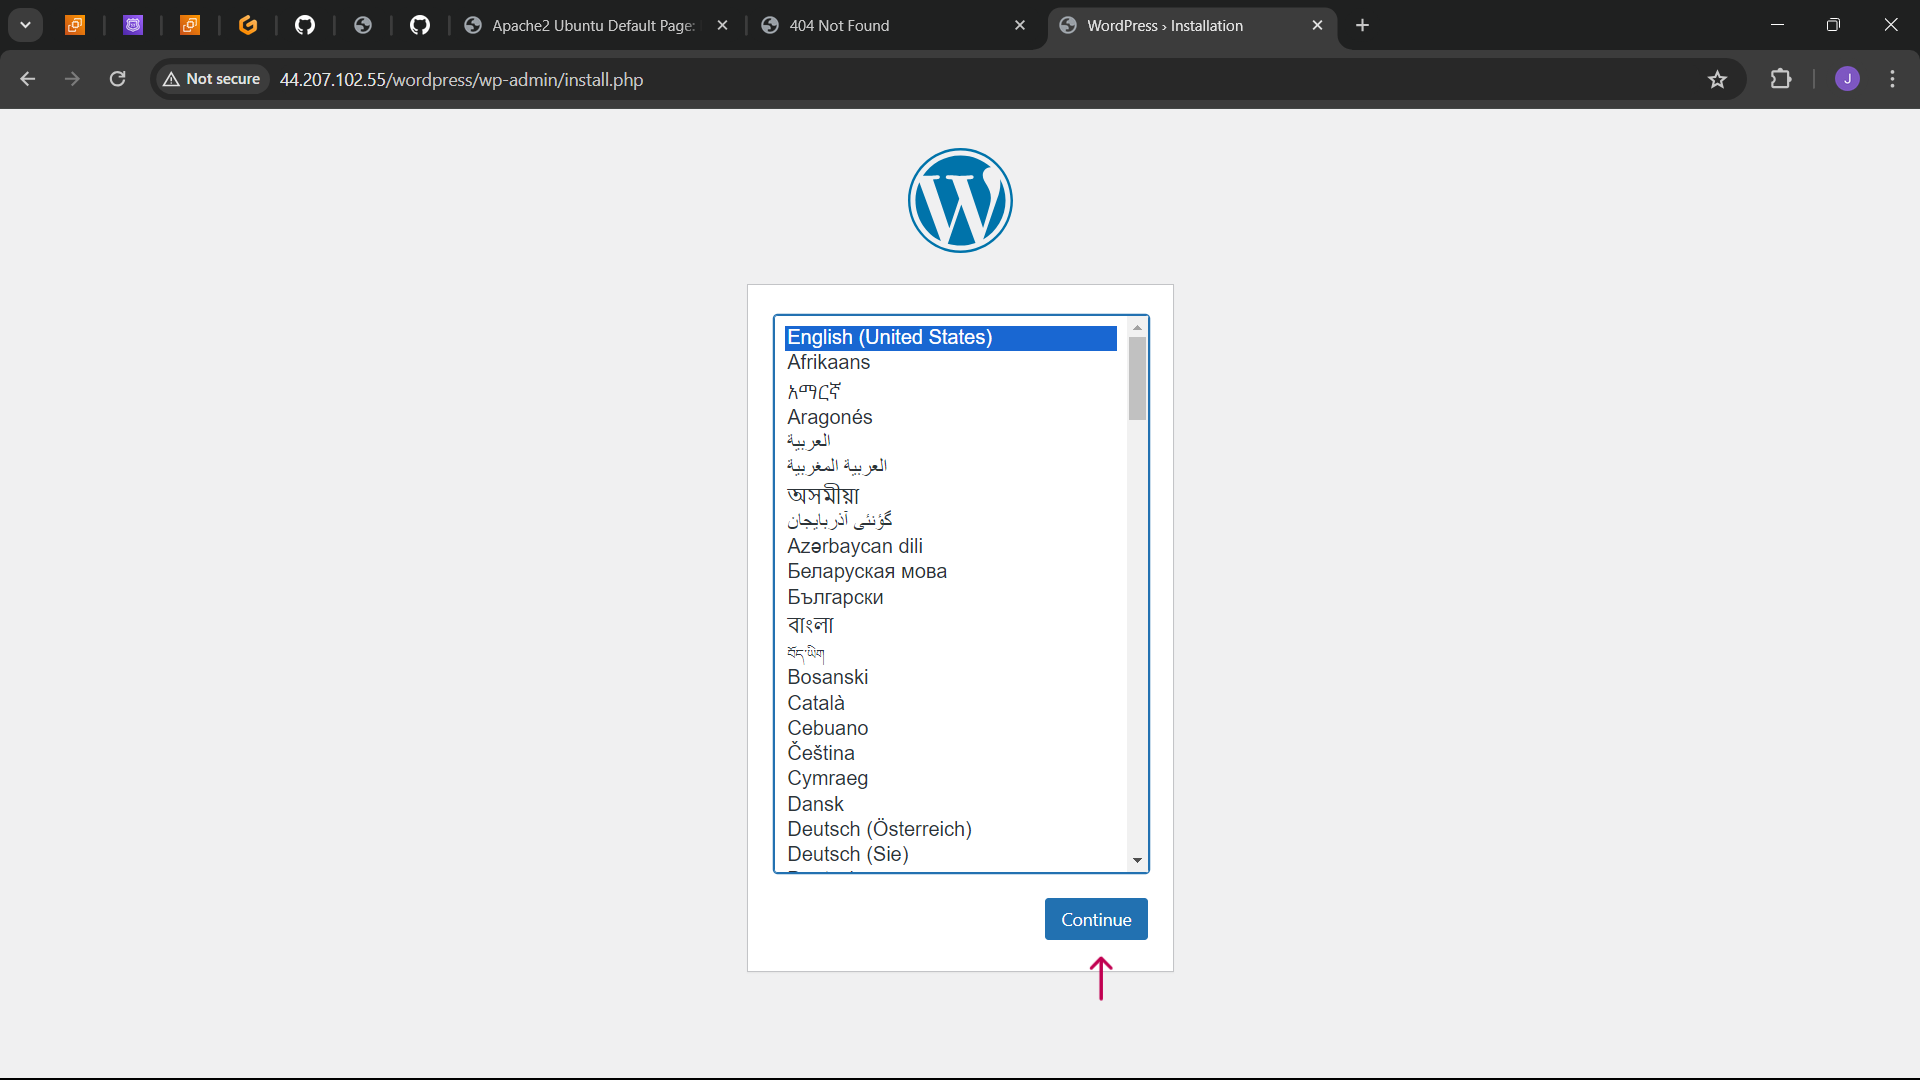 Apache2 Ubuntu Default Page:
404 Not Found
WordPress › Installation
Not secure
44.207.102.55/wordpress/wp-admin/install.php
J
English (United States)
Afrikaans
አማርኛ
Aragonés
العربية
العربية المغربية
অসমীয়া
گؤنئی آذربایجان
Azərbaycan dili
Беларуская мова
Български
বাংলা
བོད་ཡིག
Bosanski
Català
Cebuano
Čeština
Cymraeg
Dansk
Deutsch (Österreich)
Deutsch (Sie)
Continue